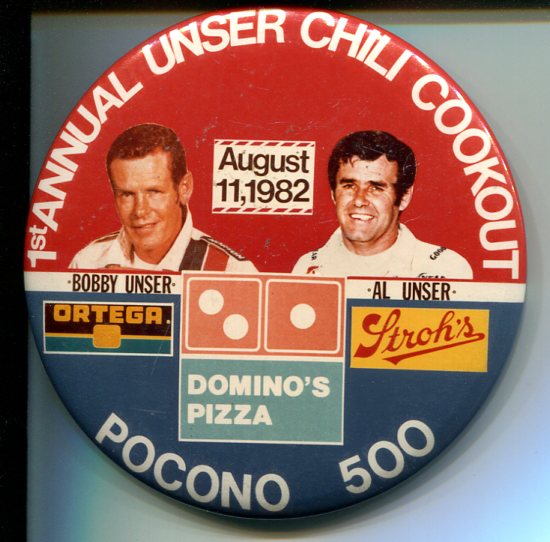 1st ANNUAL UNSER CHILI COOKOUT
August
11,1982
·BOBBY UNSER·
·AL UNSER·
ORTEGA
Stroh's
DOMINO'S
PIZZA
POCONO 500